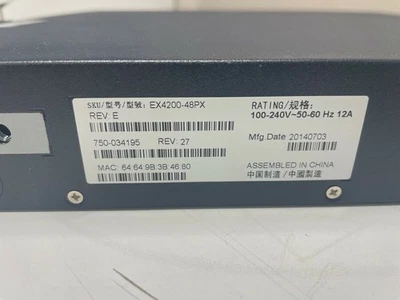 SKU/型号/型號: EX4200-48PX
REV: E
750-034195 REV: 27
MAC: 64:64:9B:3B:46:80
RATING/规格:
100-240V~50-60 Hz 12A
Mfg.Date 20140703
ASSEMBLED IN CHINA
中国制造 / 中國製造